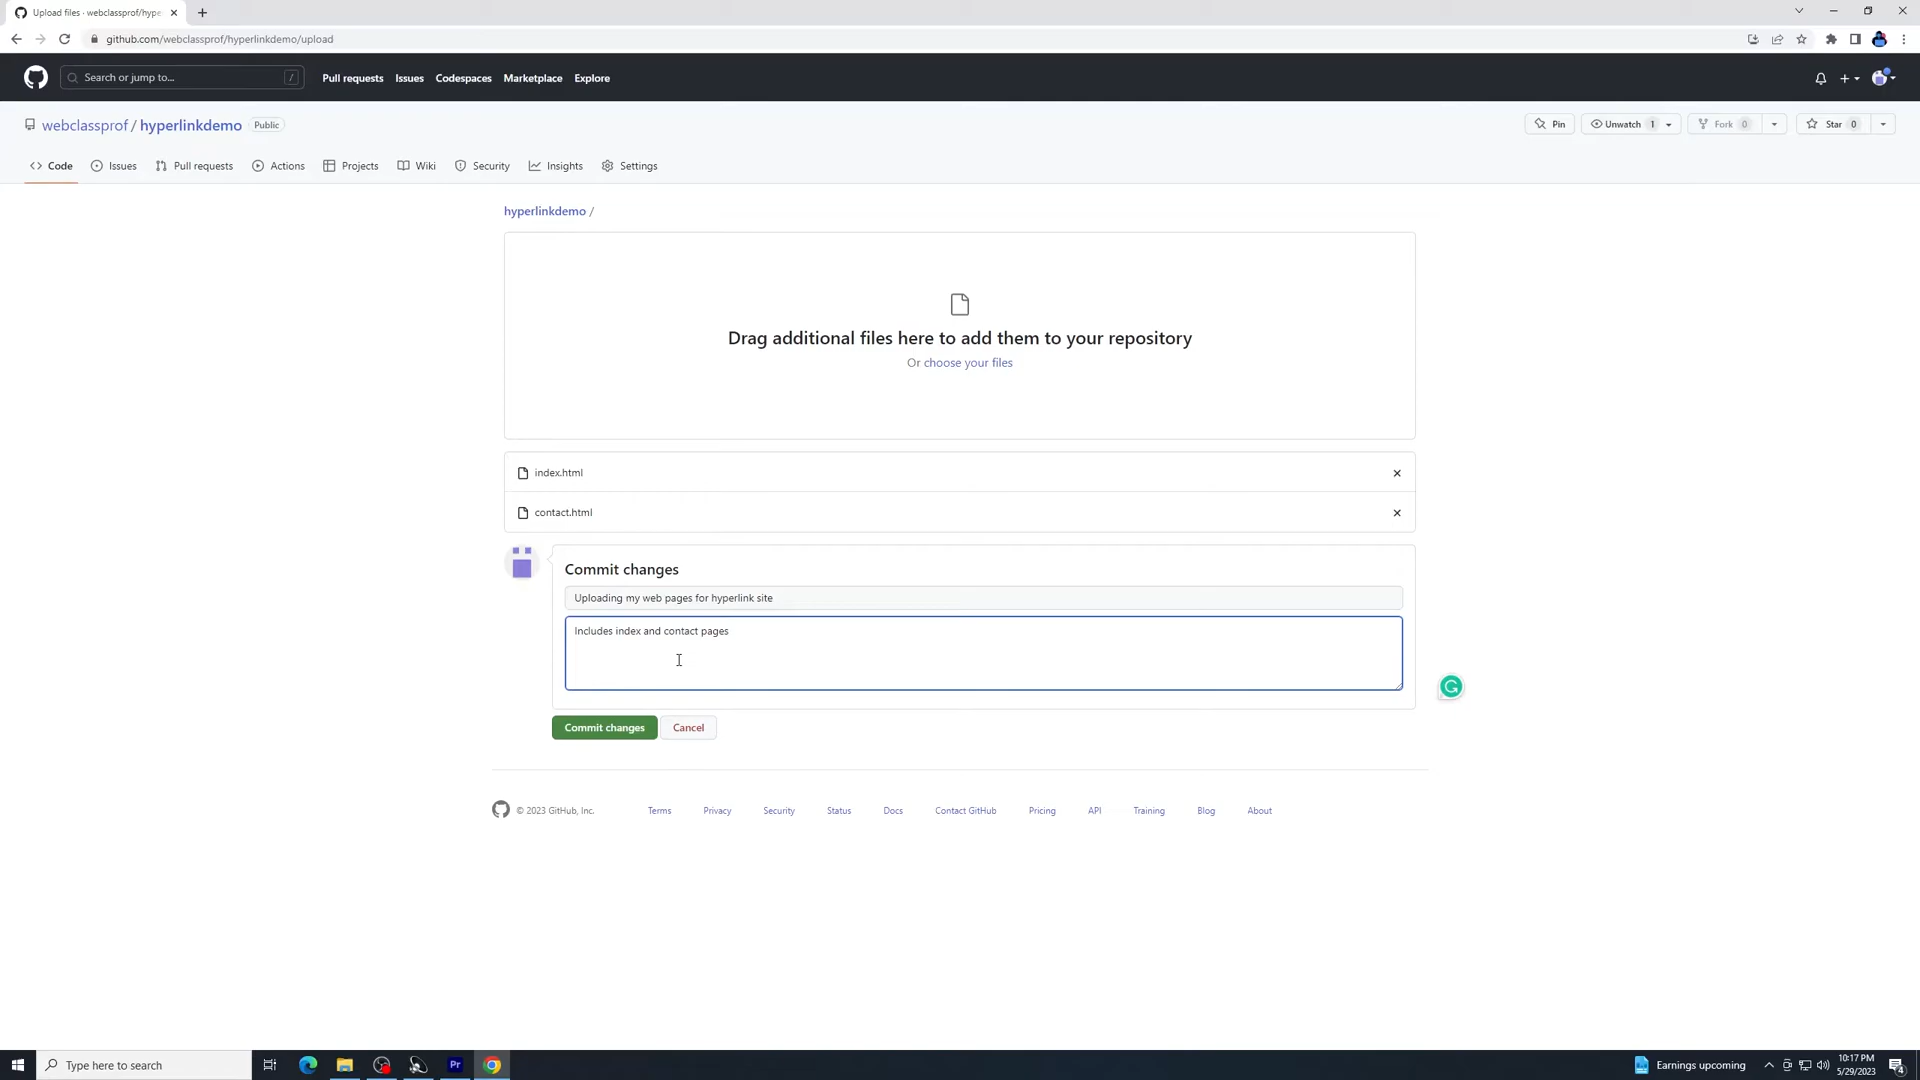 Upload files · webclassprof/hype
github.com/webclassprof/hyperlinkdemo/upload
Search or jump to... /
Pull requests Issues Codespaces Marketplace Explore
webclassprof / hyperlinkdemo Public
Pin Unwatch 1 Fork 0 Star 0
Code Issues Pull requests Actions Projects Wiki Security Insights Settings
hyperlinkdemo /
Drag additional files here to add them to your repository
Or choose your files
index.html
contact.html
Commit changes
Uploading my web pages for hyperlink site
Includes index and contact pages
Commit changes Cancel
© 2023 GitHub, Inc. Terms Privacy Security Status Docs Contact GitHub Pricing API Training Blog About
Type here to search
Pr
Earnings upcoming
10:17 PM
5/29/2023
4